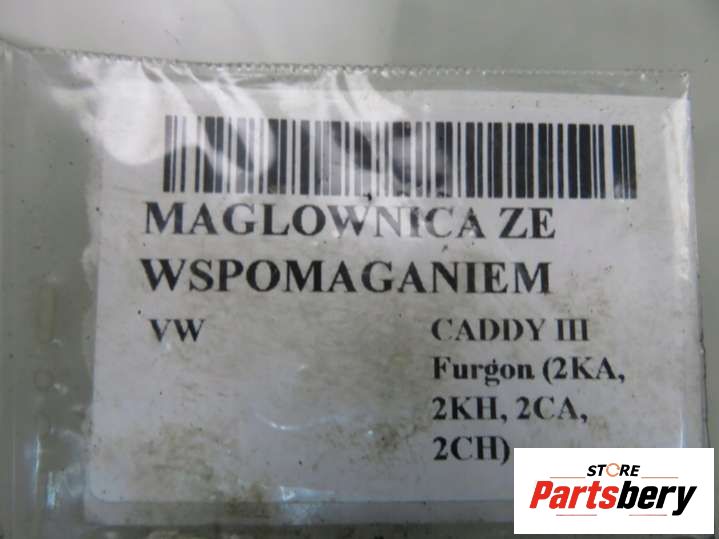 MAGLOWNICA ZE
WSPOMAGANIEM
VW CADDY III
Furgon (2KA,
2KH, 2CA,
2CH)
STORE
Partsbery